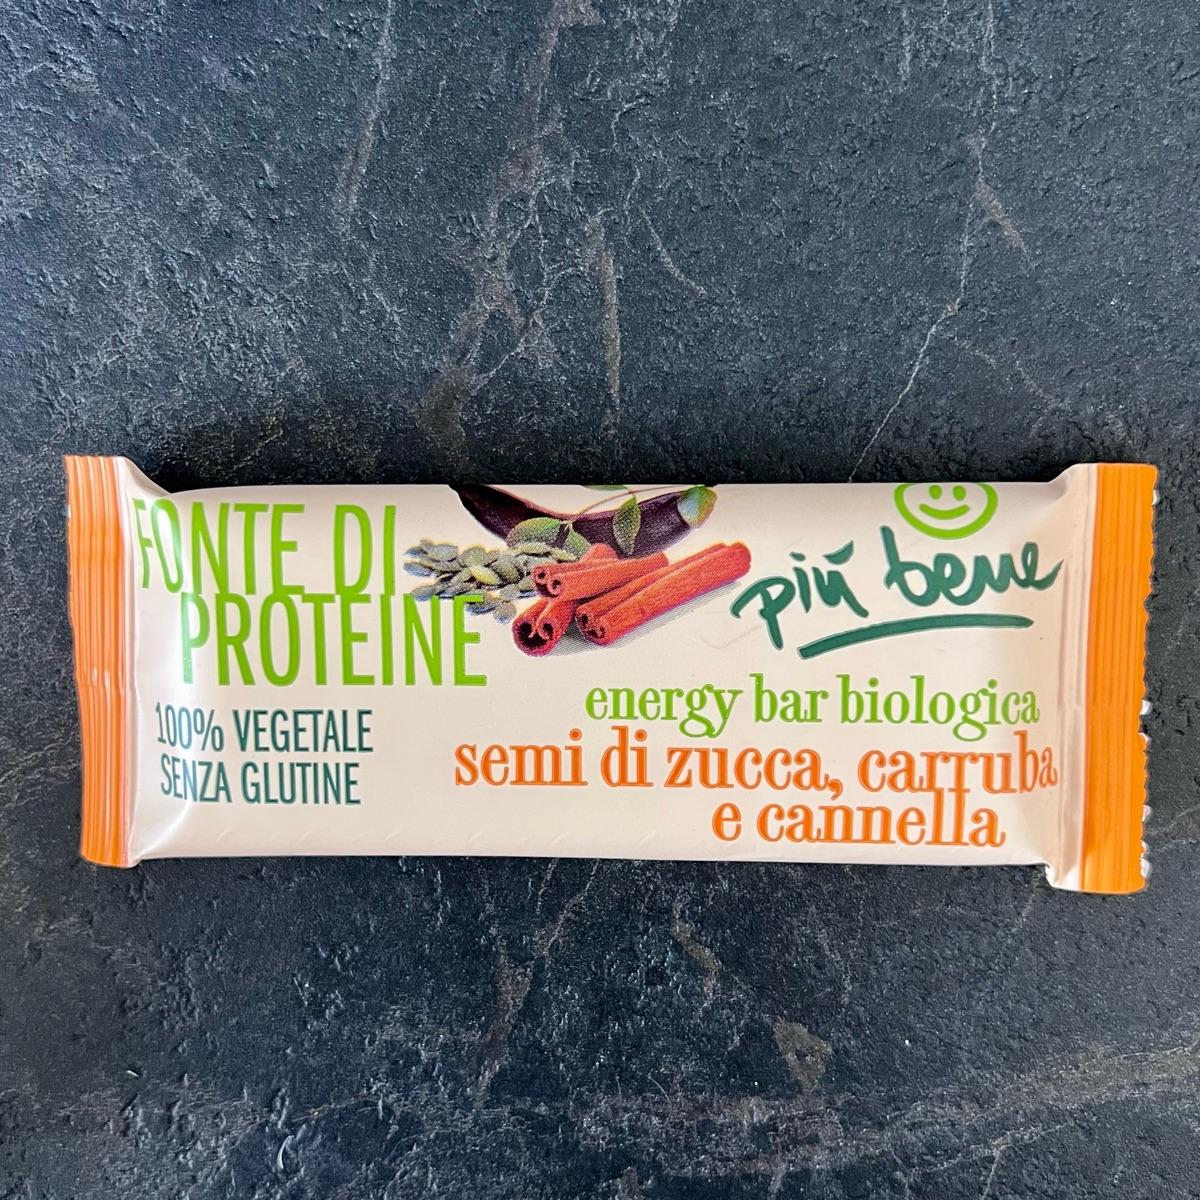 FONTE DI
PROTEINE
100% VEGETALE
SENZA GLUTINE
più bene
energy bar biologica
semi di zucca, carruba
e cannella